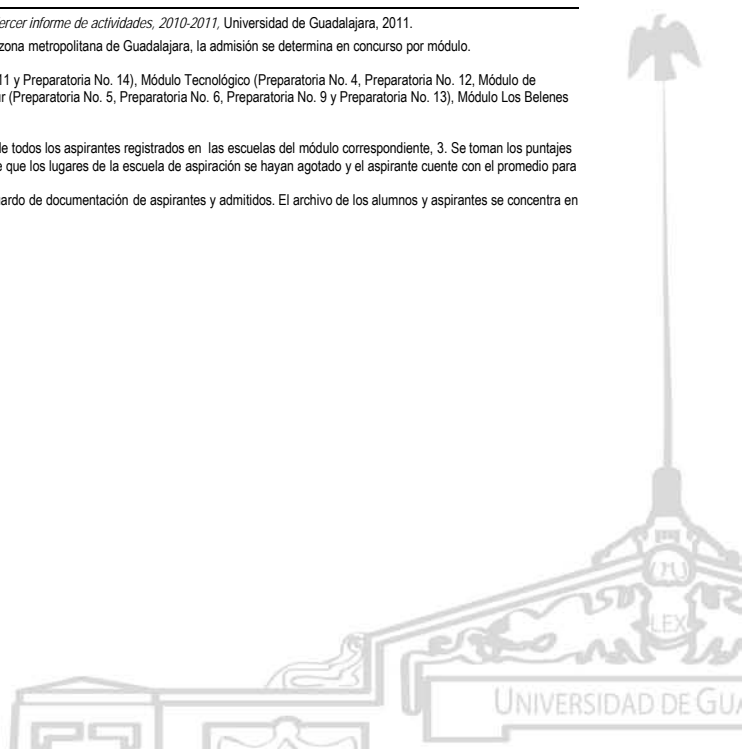 ercer informe de actividades, 2010-2011, Universidad de Guadalajara, 2011.
zona metropolitana de Guadalajara, la admisión se determina en concurso por módulo.
11 y Preparatoria No. 14), Módulo Tecnológico (Preparatoria No. 4, Preparatoria No. 12, Módulo de
r (Preparatoria No. 5, Preparatoria No. 6, Preparatoria No. 9 y Preparatoria No. 13), Módulo Los Belenes
de todos los aspirantes registrados en las escuelas del módulo correspondiente, 3. Se toman los puntajes
e que los lugares de la escuela de aspiración se hayan agotado y el aspirante cuente con el promedio para
uardo de documentación de aspirantes y admitidos. El archivo de los alumnos y aspirantes se concentra en
LEX
UNIVERSIDAD DE GUA